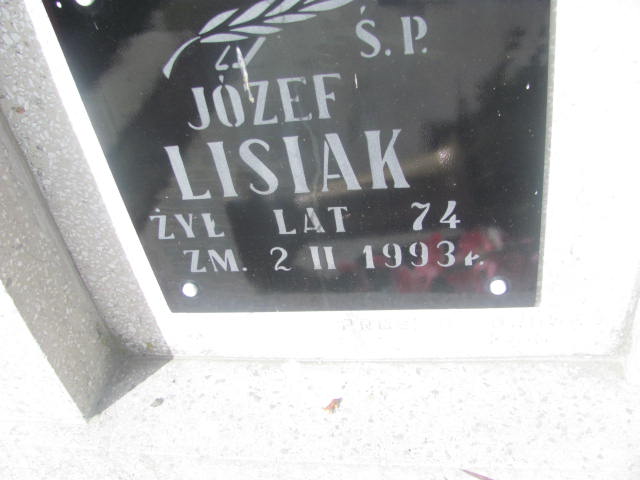 Ś.P.
JÓZEF
LISIAK
ŻYŁ LAT 74
ZM. 2 II 1993 r.